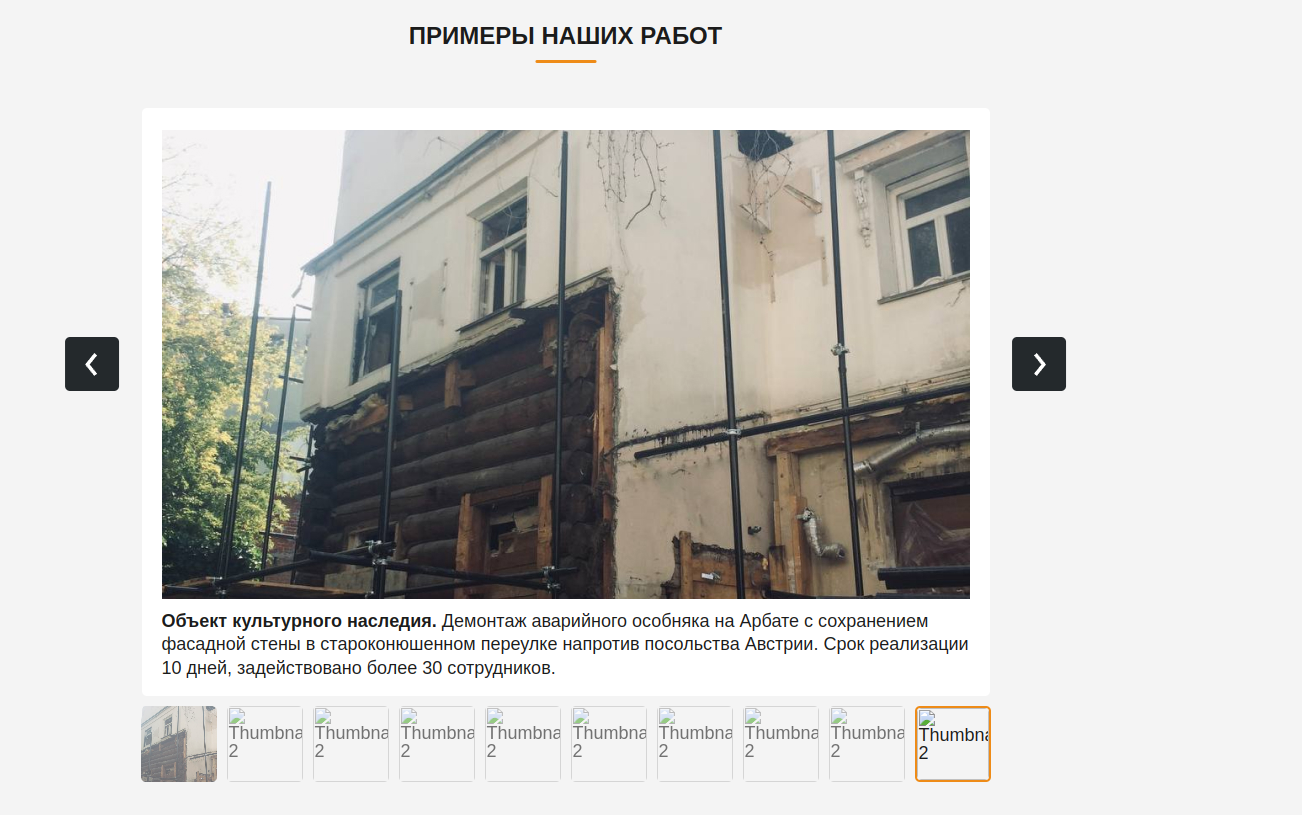 ПРИМЕРЫ НАШИХ РАБОТ
Объект культурного наследия. Демонтаж аварийного особняка на Арбате с сохранением
фасадной стены в староконюшенном переулке напротив посольства Австрии. Срок реализации
10 дней, задействовано более 30 сотрудников.
Thumbna
2
Thumbna
2
Thumbna
2
Thumbna
2
Thumbna
2
Thumbna
2
Thumbna
2
Thumbna
2
Thumbna
2